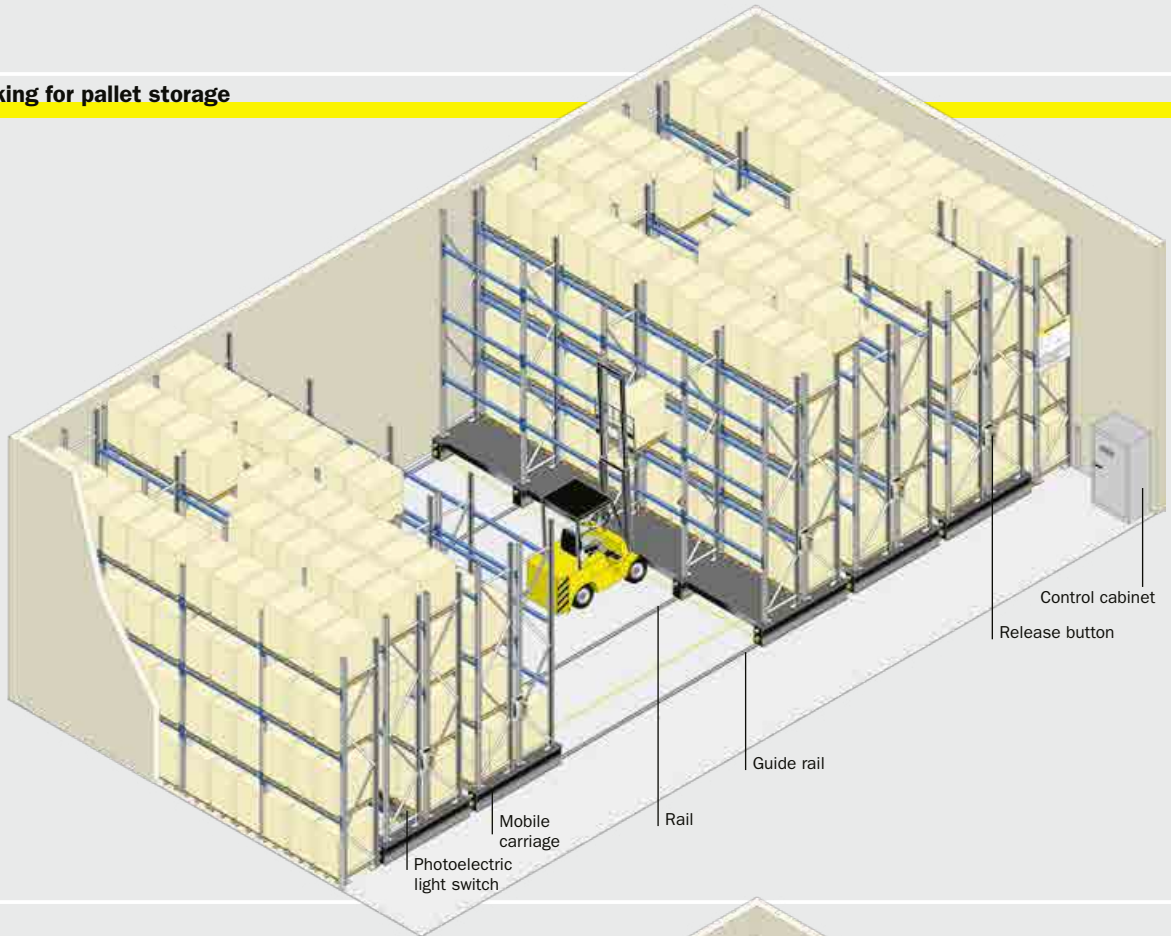 king for pallet storage
Control cabinet
Release button
Guide rail
Rail
Mobile
carriage
Photoelectric
light switch